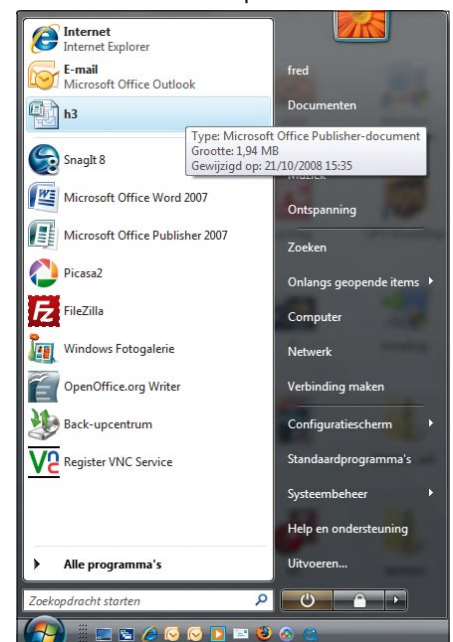 Internet
Internet Explorer
E-mail
Microsoft Office Outlook
h3
Type: Microsoft Office Publisher-document
Grootte: 1,94 MB
Gewijzigd op: 21/10/2008 15:35
SnagIt 8
Microsoft Office Word 2007
Microsoft Office Publisher 2007
Picasa2
FileZilla
Windows Fotogalerie
OpenOffice.org Writer
Back-upcentrum
Register VNC Service
Alle programma's
Zoekopdracht starten
fred
Documenten
Muziek
Ontspanning
Zoeken
Onlangs geopende items
Computer
Netwerk
Verbinding maken
Configuratiescherm
Standaardprogramma's
Systeembeheer
Help en ondersteuning
Uitvoeren...